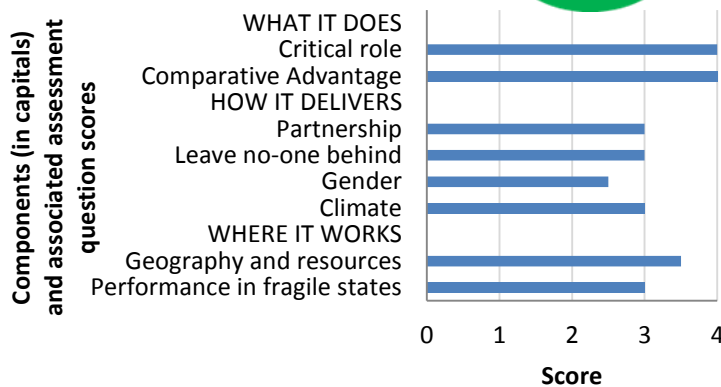 Components (in capitals)
and associated assessment
question scores
WHAT IT DOES
Critical role
Comparative Advantage
HOW IT DELIVERS
Partnership
Leave no-one behind
Gender
Climate
WHERE IT WORKS
Geography and resources
Performance in fragile states
0 1 2 3 4
Score